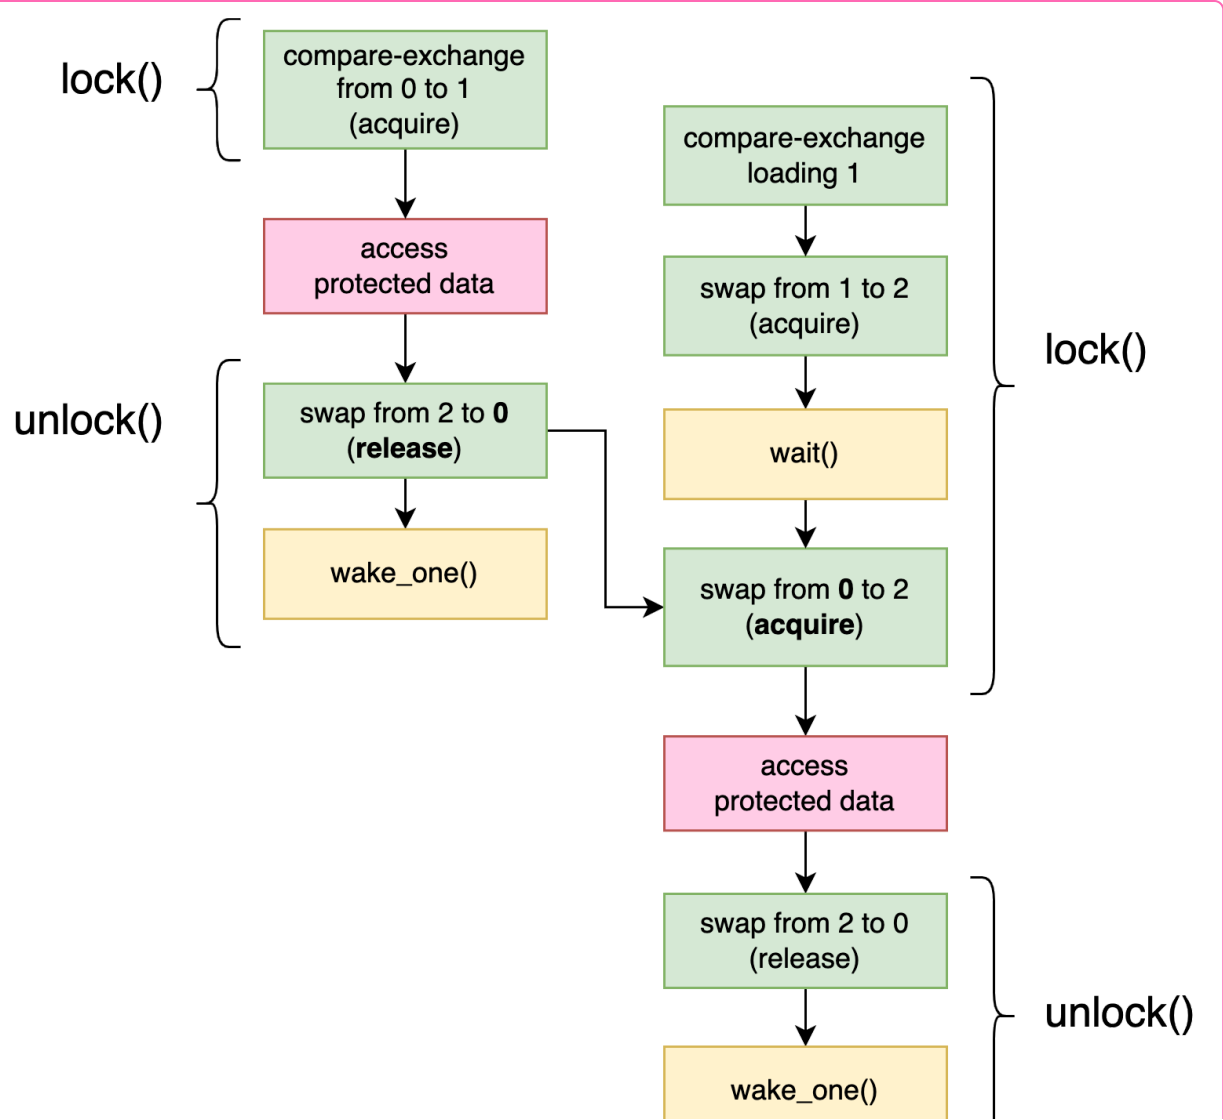 lock()
compare-exchange
from 0 to 1
(acquire)
access
protected data
unlock()
swap from 2 to 0
(release)
wake_one()
compare-exchange
loading 1
swap from 1 to 2
(acquire)
wait()
swap from 0 to 2
(acquire)
lock()
access
protected data
swap from 2 to 0
(release)
wake_one()
unlock()